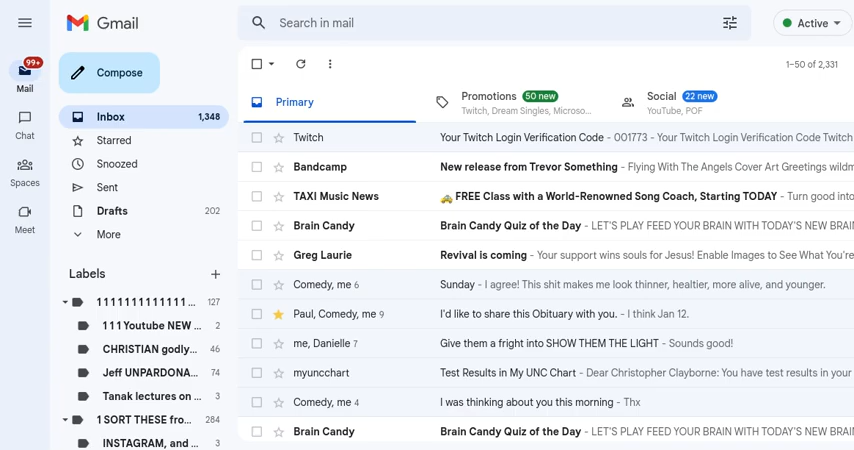 Gmail
Search in mail
Active
99+
Mail
Compose
1–50 of 2,331
Primary
Promotions 50 new
Twitch, Dream Singles, Microso...
Social 22 new
YouTube, POF
Inbox 1,348
Chat
Starred
Snoozed
Spaces
Sent
Drafts 202
Meet
More
Labels
1 1 1 1 1 1 1 1 1 1 1 1 1 ... 127
1 1 1 Youtube NEW ... 2
CHRISTIAN godly... 46
Jeff UNPARDONA... 74
Tanak lectures on ... 3
1 SORT THESE fro... 284
INSTAGRAM, and ... 3
Twitch Your Twitch Login Verification Code - 001773 - Your Twitch Login Verification Code Twitch
Bandcamp New release from Trevor Something - Flying With The Angels Cover Art Greetings wildm
TAXI Music News 🚕 FREE Class with a World-Renowned Song Coach, Starting TODAY - Turn good into
Brain Candy Brain Candy Quiz of the Day - LET'S PLAY FEED YOUR BRAIN WITH TODAY'S NEW BRAIN
Greg Laurie Revival is coming - Your support wins souls for Jesus! Enable Images to See What You're
Comedy, me 6 Sunday - I agree! This shit makes me look thinner, healtier, more alive, and younger.
Paul, Comedy, me 9 I'd like to share this Obituary with you. - I think Jan 12.
me, Danielle 7 Give them a fright into SHOW THEM THE LIGHT - Sounds good!
myuncchart Test Results in My UNC Chart - Dear Christopher Clayborne: You have test results in your
Comedy, me 4 I was thinking about you this morning - Thx
Brain Candy Brain Candy Quiz of the Day - LET'S PLAY FEED YOUR BRAIN WITH TODAY'S NEW BRAIN